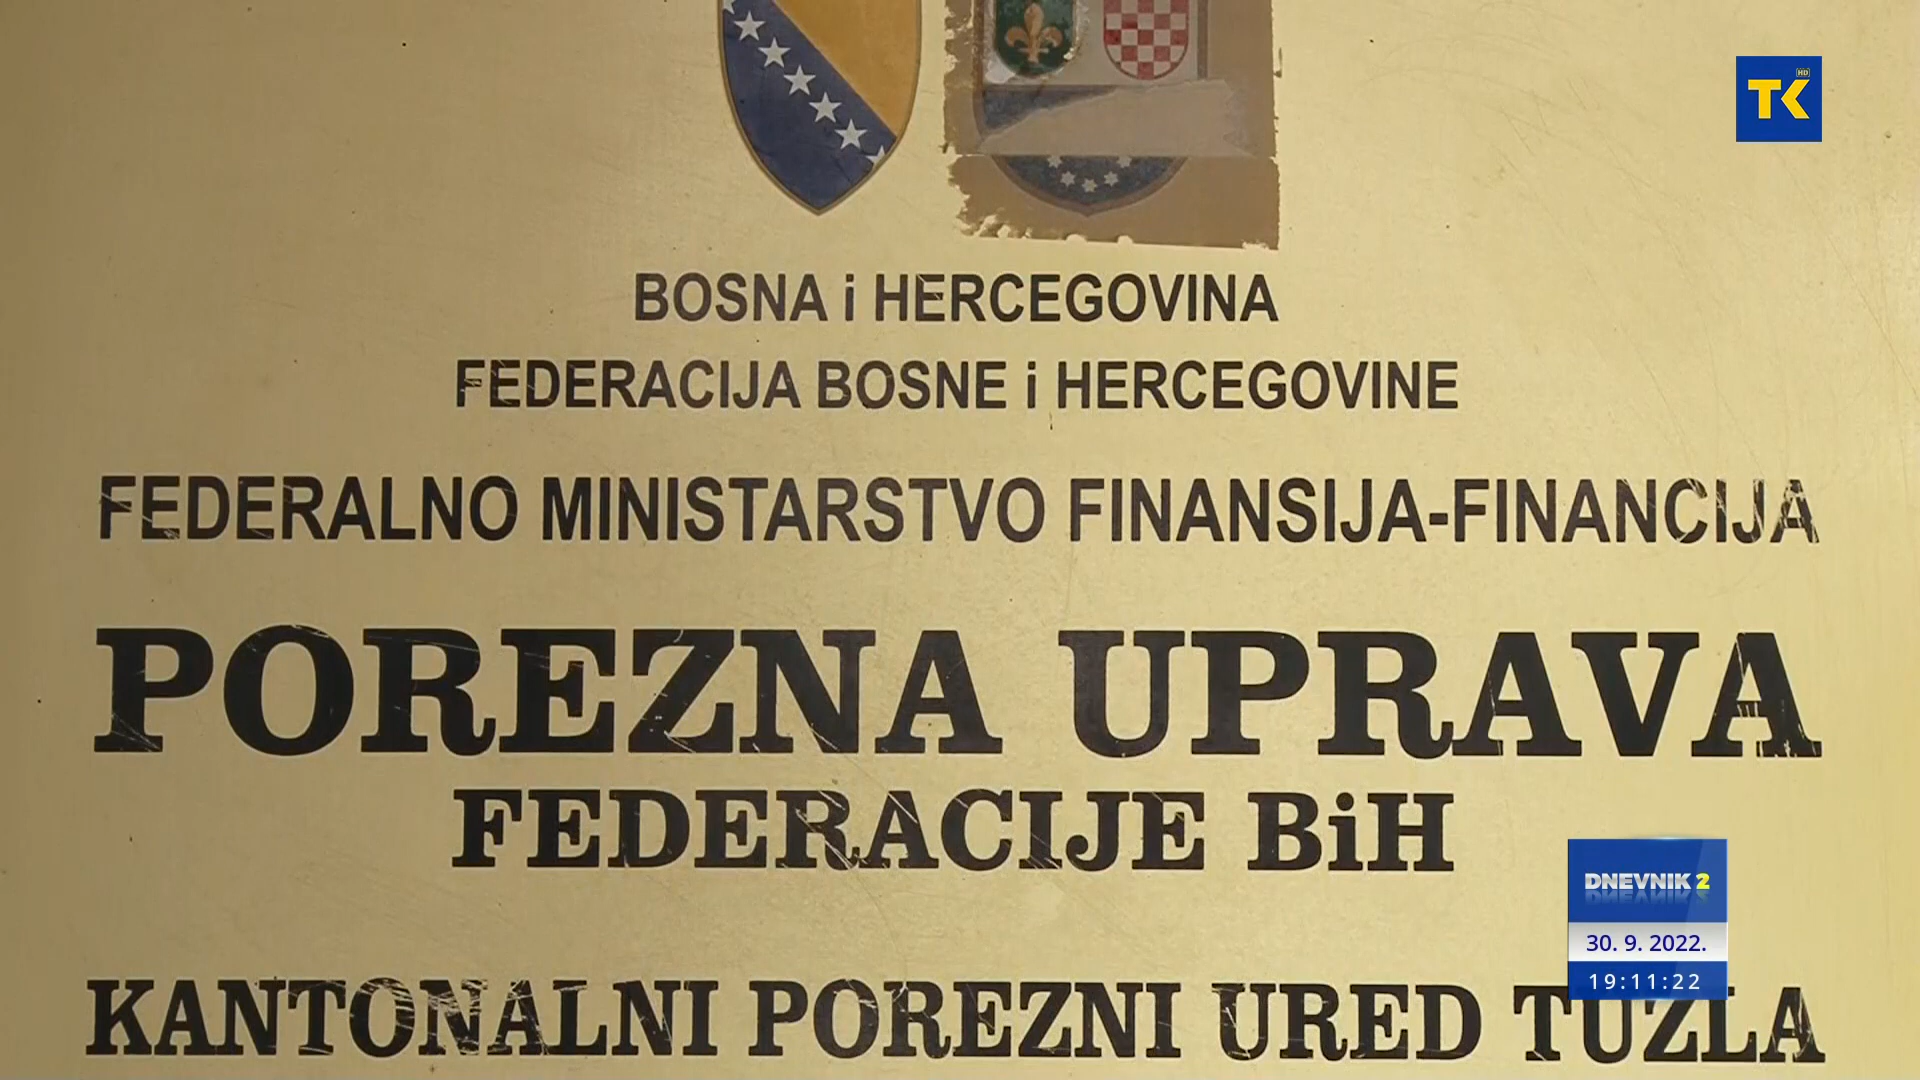 TK HD
BOSNA i HERCEGOVINA
FEDERACIJA BOSNE i HERCEGOVINE
FEDERALNO MINISTARSTVO FINANSIJA-FINANCIJA
POREZNA UPRAVA
FEDERACIJE BiH
DNEVNIK 2
30. 9. 2022.
19:11:22
KANTONALNI POREZNI URED TUZLA